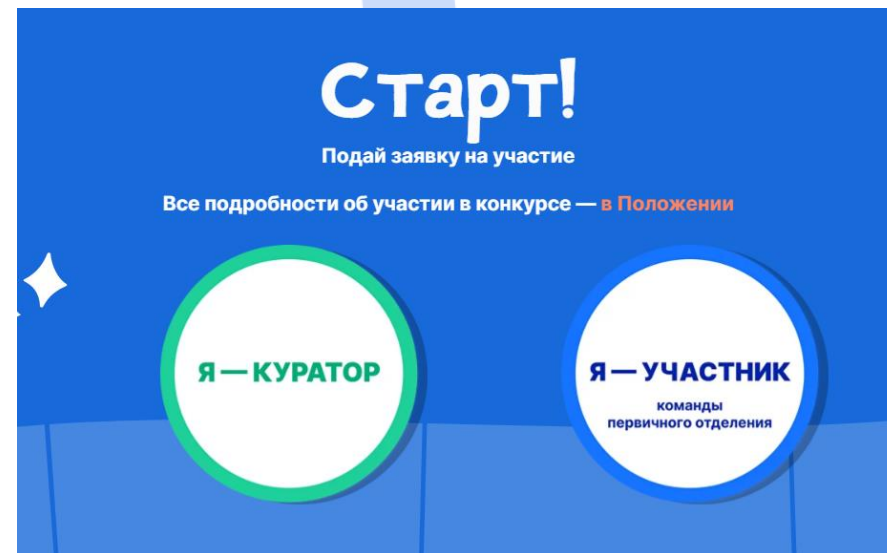 Старт!
Подай заявку на участие
Все подробности об участии в конкурсе — в Положении
Я — КУРАТОР
Я — УЧАСТНИК
команды
первичного отделения